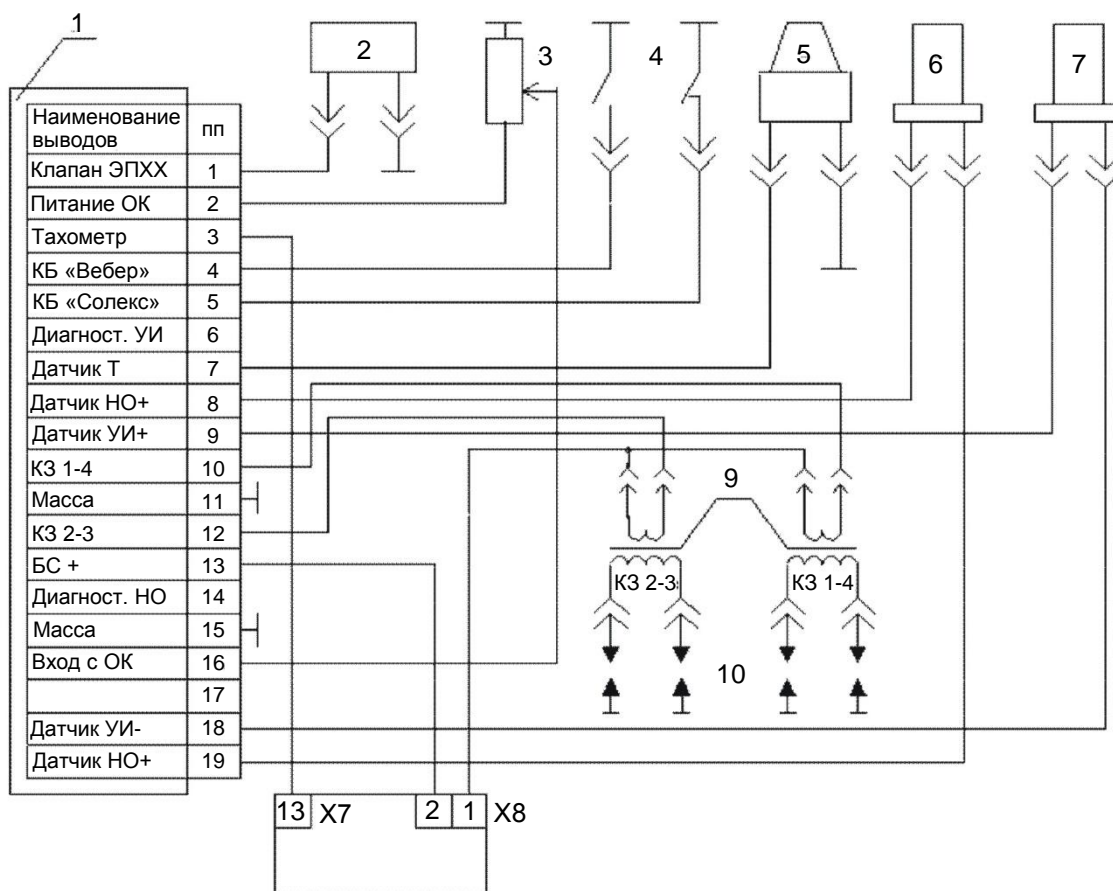 1
2
3
4
5
6
7
Наименование выводов пп
Клапан ЭПХХ 1
Питание ОК 2
Тахометр 3
КБ «Вебер» 4
КБ «Солекс» 5
Диагност. УИ 6
Датчик Т 7
Датчик НО+ 8
Датчик УИ+ 9
КЗ 1-4 10
Масса 11
КЗ 2-3 12
БС + 13
Диагност. НО 14
Масса 15
Вход с ОК 16
17
Датчик УИ- 18
Датчик НО+ 19
9
КЗ 2-3
КЗ 1-4
10
13 X7 2 1 X8